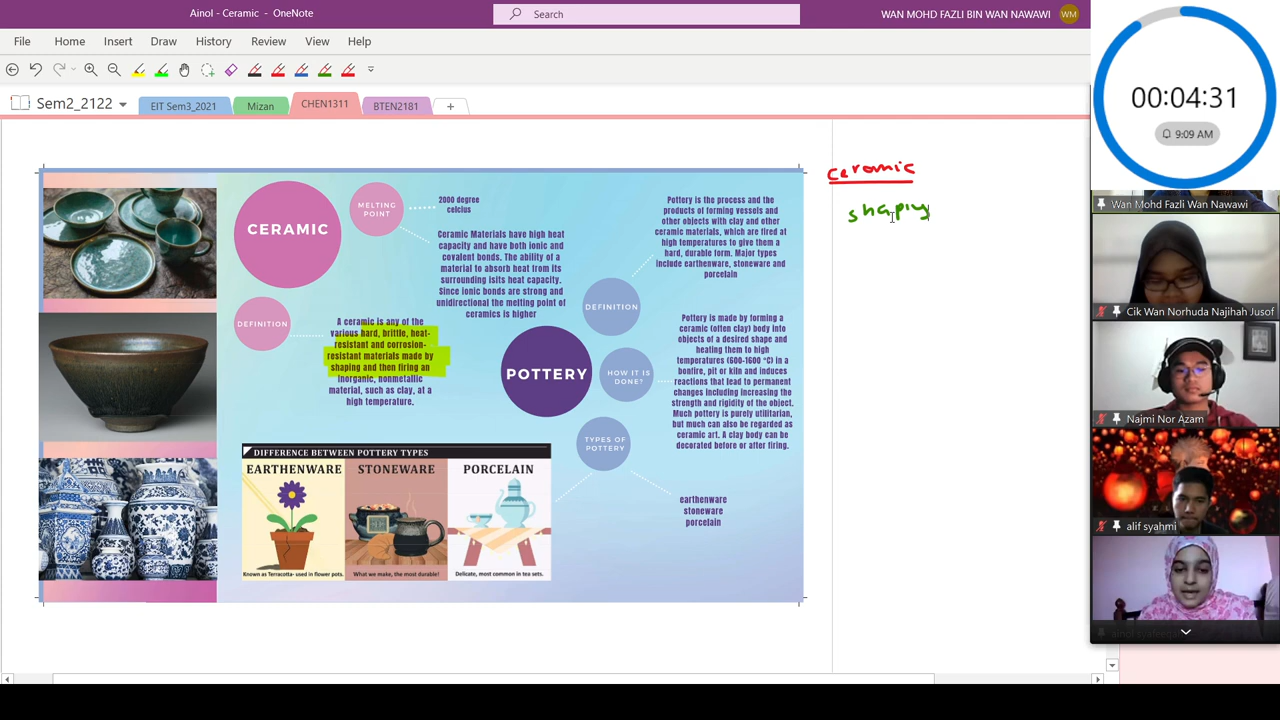 Ainol - Ceramic - OneNote
Search
WAN MOHD FAZLI BIN WAN NAWAWI
WM
File Home Insert Draw History Review View Help
Sem2_2122
EIT Sem3_2021
Mizan
CHEN1311
BTEN2181
CERAMIC
MELTING
POINT
2000 degree
celcius
Ceramic Materials have high heat
capacity and have both ionic and
covalent bonds. The ability of a
material to absorb heat from its
surrounding isits heat capacity.
Since ionic bonds are strong and
unidirectional the melting point of
ceramics is higher
DEFINITION
A ceramic is any of the
various hard, brittle, heat-
resistant and corrosion-
resistant materials made by
shaping and then firing an
inorganic, nonmetallic
material, such as clay, at a
high temperature.
POTTERY
DEFINITION
Pottery is the process and the
products of forming vessels and
other objects with clay and other
ceramic materials, which are fired at
high temperatures to give them a
hard, durable form. Major types
include earthenware, stoneware and
porcelain
HOW IT IS
DONE?
Pottery is made by forming a
ceramic (often clay) body into
objects of a desired shape and
heating them to high
temperatures (600-1600 °C) in a
bonfire, pit or kiln and induces
reactions that lead to permanent
changes including increasing the
strength and rigidity of the object.
Much pottery is purely utilitarian,
but much can also be regarded as
ceramic art. A clay body can be
decorated before or after firing.
TYPES OF
POTTERY
earthenware
stoneware
porcelain
DIFFERENCE BETWEEN POTTERY TYPES
EARTHENWARE
STONEWARE
PORCELAIN
Known as Terracotta- used in flower pots.
What we make, the most durable!
Delicate, most common in tea sets.
ceramic
shaping
00:04:31
9:09 AM
Wan Mohd Fazli Wan Nawawi
Cik Wan Norhuda Najihah Jusof
Najmi Nor Azam
alif syahmi